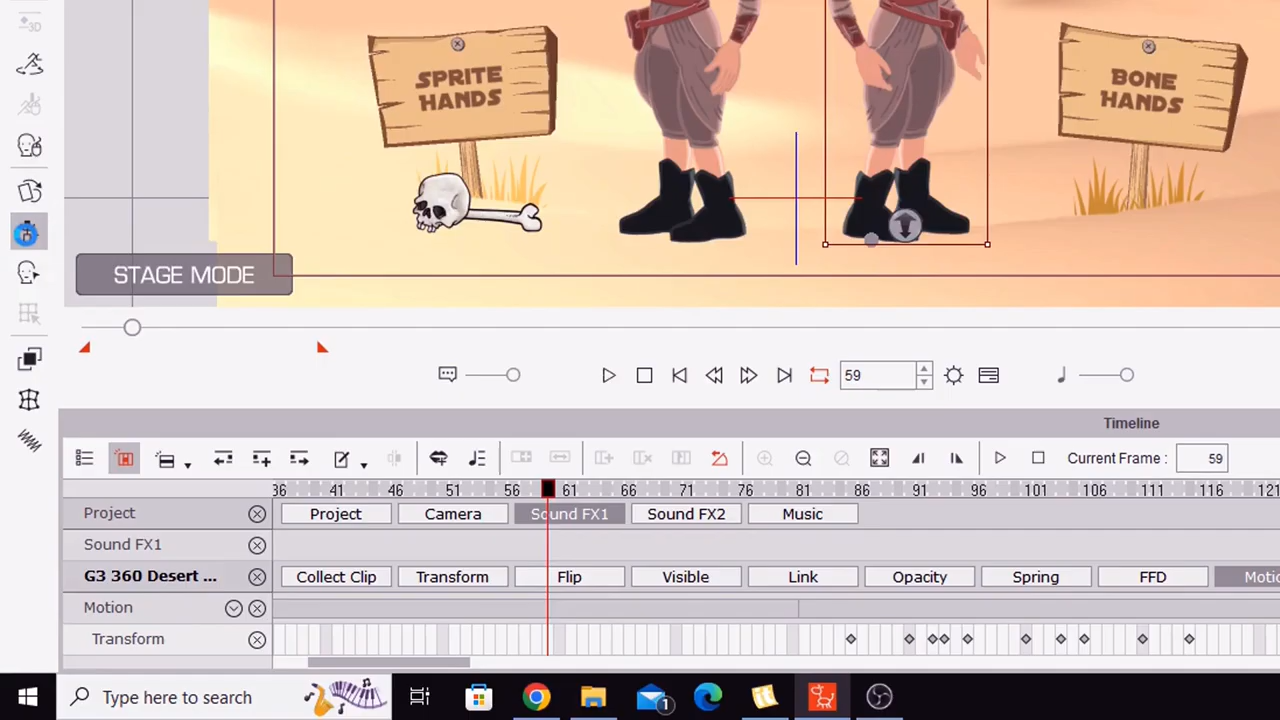 SPRITE
HANDS
BONE
HANDS
STAGE MODE
59
Timeline
Current Frame : 59
36 41 46 51 56 61 66 71 76 81 86 91 96 101 106 111 116 121
Project Project Camera Sound FX1 Sound FX2 Music
Sound FX1
G3 360 Desert ... Collect Clip Transform Flip Visible Link Opacity Spring FFD
Motion
Transform
Type here to search
1